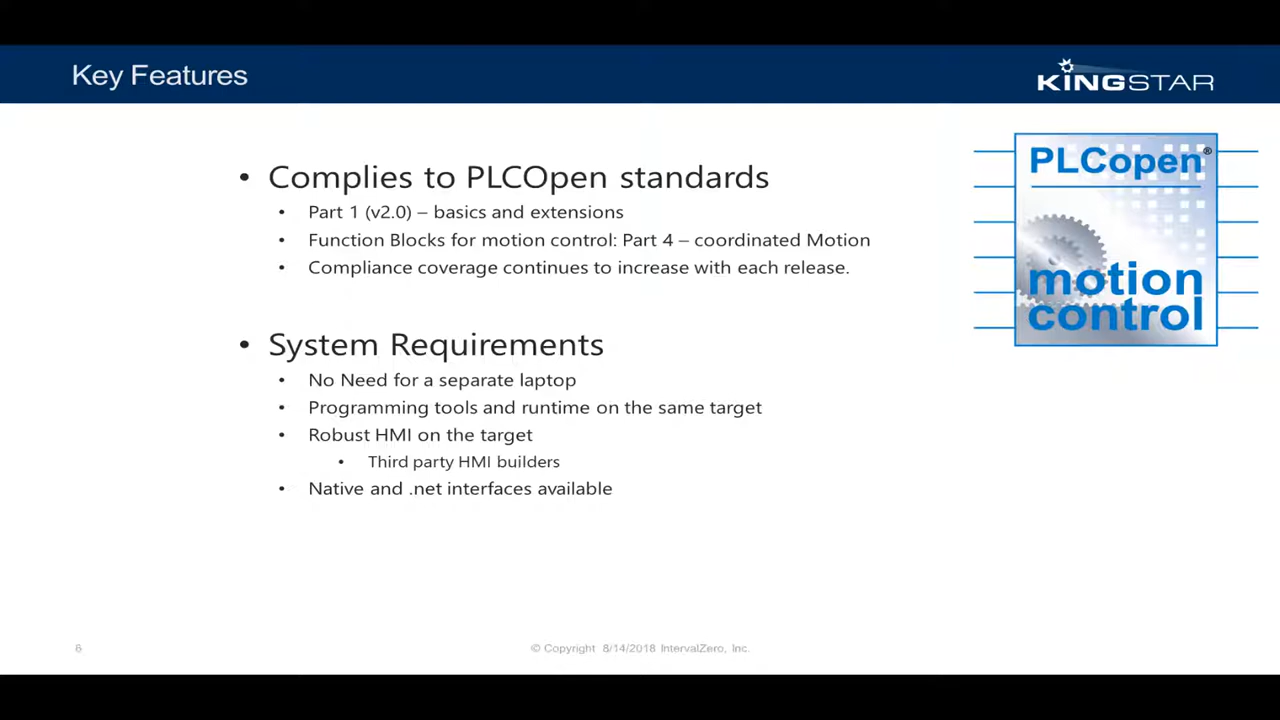 Key Features
KINGSTAR
• Complies to PLCOpen standards
• Part 1 (v2.0) – basics and extensions
• Function Blocks for motion control: Part 4 – coordinated Motion
• Compliance coverage continues to increase with each release.
PLCopen®
motion
control
• System Requirements
• No Need for a separate laptop
• Programming tools and runtime on the same target
• Robust HMI on the target
• Third party HMI builders
• Native and .net interfaces available
6
© Copyright 8/14/2018 IntervalZero, Inc.